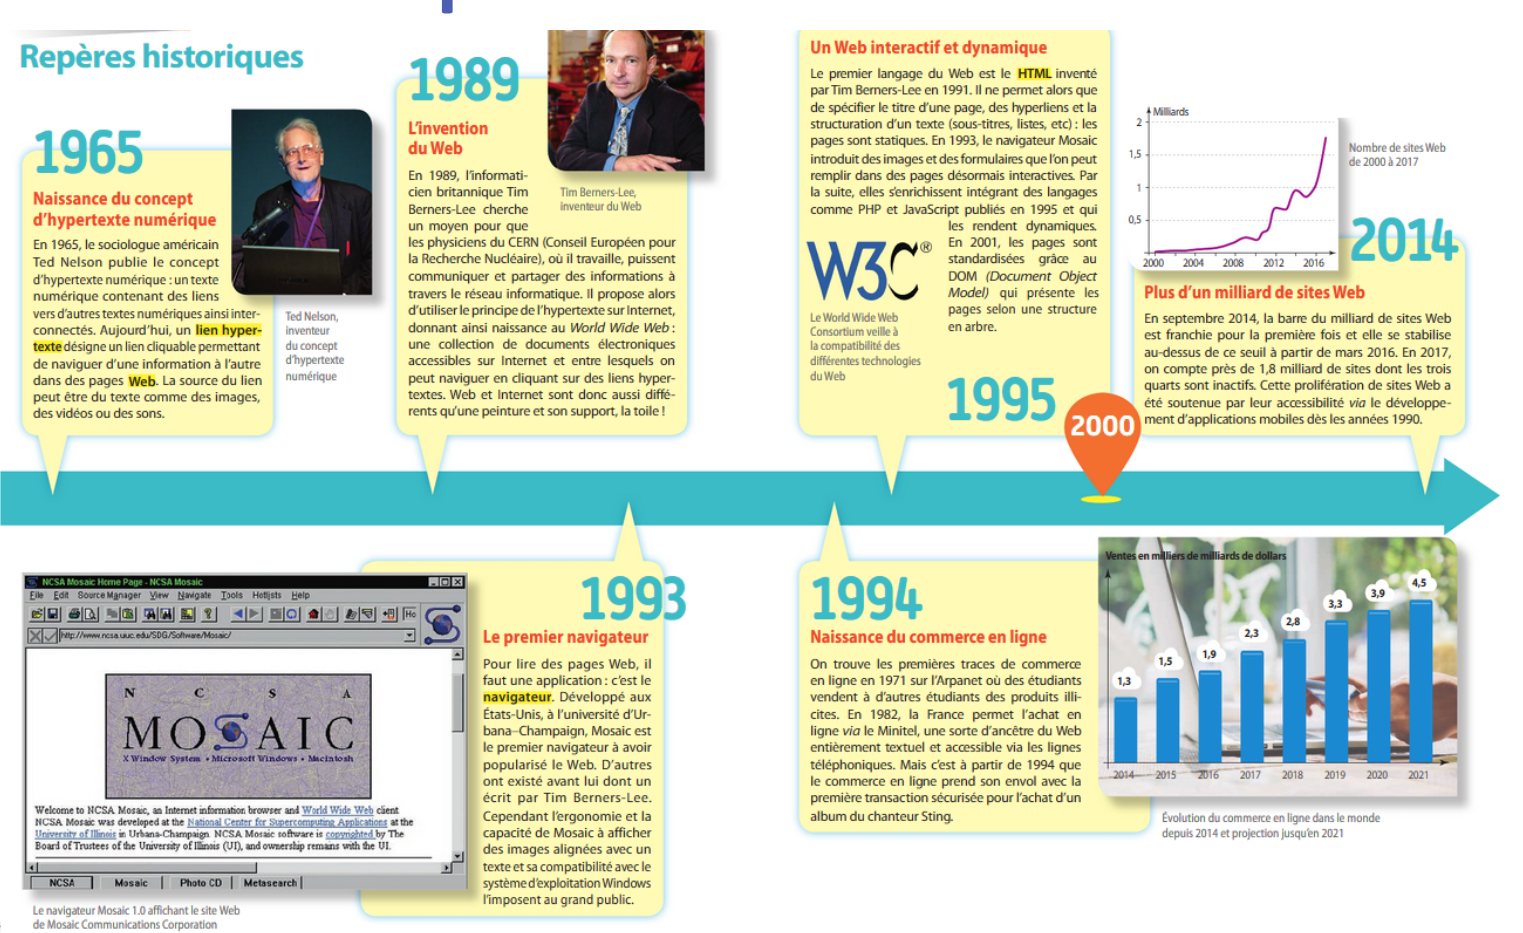 Repères historiques
1965
Naissance du concept
d'hypertexte numérique
En 1965, le sociologue américain
Ted Nelson publie le concept
d'hypertexte numérique : un texte
numérique contenant des liens
vers d'autres textes numériques ainsi inter-
connectés. Aujourd'hui, un lien hyper-
texte désigne un lien cliquable permettant
de naviguer d'une information à l'autre
dans des pages Web. La source du lien
peut être du texte comme des images,
des vidéos ou des sons.
Ted Nelson,
inventeur
du concept
d'hypertexte
numérique
1989
L'invention
du Web
En 1989, l'informati-
cien britannique Tim
Berners-Lee cherche
un moyen pour que
les physiciens du CERN (Conseil Européen pour
la Recherche Nucléaire), où il travaille, puissent
communiquer et partager des informations à
travers le réseau informatique. Il propose alors
d'utiliser le principe de l'hypertexte sur Internet,
donnant ainsi naissance au World Wide Web :
une collection de documents électroniques
accessibles sur Internet et entre lesquels on
peut naviguer en cliquant sur des liens hyper-
textes. Web et Internet sont donc aussi diffé-
rents qu'une peinture et son support, la toile !
Tim Berners-Lee,
inventeur du Web
Un Web interactif et dynamique
Le premier langage du Web est le HTML inventé
par Tim Berners-Lee en 1991. Il ne permet alors que
de spécifier le titre d'une page, des hyperliens et la
structuration d'un texte (sous-titres, listes, etc) : les
pages sont statiques. En 1993, le navigateur Mosaic
introduit des images et des formulaires que l'on peut
remplir dans des pages désormais interactives. Par
la suite, elles s'enrichissent intégrant des langages
comme PHP et JavaScript publiés en 1995 et qui
les rendent dynamiques.
En 2001, les pages sont
standardisées grâce au
DOM (Document Object
Model) qui présente les
pages selon une structure
en arbre.
W3C®
Le World Wide Web
Consortium veille à
la compatibilité des
différentes technologies
du Web
1995
2000
Milliards
2
1,5
1
0,5
2000 2004 2008 2012 2016
Nombre de sites Web
de 2000 à 2017
2014
Plus d'un milliard de sites Web
En septembre 2014, la barre du milliard de sites Web
est franchie pour la première fois et elle se stabilise
au-dessus de ce seuil à partir de mars 2016. En 2017,
on compte près de 1,8 milliard de sites dont les trois
quarts sont inactifs. Cette prolifération de sites Web a
été soutenue par leur accessibilité via le développe-
ment d'applications mobiles dès les années 1990.
NCSA Mosaic Home Page - NCSA Mosaic
File Edit Source Manager View Navigate Tools Hotlists Help
http://www.ncsa.uiuc.edu/SDG/Software/Mosaic/
N C S A
MOSAIC
X Window System • Microsoft Windows • Macintosh
Welcome to NCSA Mosaic, an Internet information browser and World Wide Web client.
NCSA Mosaic was developed at the National Center for Supercomputing Applications at the
University of Illinois in Urbana-Champaign. NCSA Mosaic software is copyrighted by The
Board of Trustees of the University of Illinois (UI), and ownership remains with the UI.
NCSA Mosaic Photo CD Metasearch
Le navigateur Mosaic 1.0 affichant le site Web
de Mosaic Communications Corporation
1993
Le premier navigateur
Pour lire des pages Web, il
faut une application : c'est le
navigateur. Développé aux
États-Unis, à l'université d'Ur-
bana–Champaign, Mosaic est
le premier navigateur à avoir
popularisé le Web. D'autres
ont existé avant lui dont un
écrit par Tim Berners-Lee.
Cependant l'ergonomie et la
capacité de Mosaic à afficher
des images alignées avec un
texte et sa compatibilité avec le
système d'exploitation Windows
l'imposent au grand public.
1994
Naissance du commerce en ligne
On trouve les premières traces de commerce
en ligne en 1971 sur l'Arpanet où des étudiants
vendent à d'autres étudiants des produits illi-
cites. En 1982, la France permet l'achat en
ligne via le Minitel, une sorte d'ancêtre du Web
entièrement textuel et accessible via les lignes
téléphoniques. Mais c'est à partir de 1994 que
le commerce en ligne prend son envol avec la
première transaction sécurisée pour l'achat d'un
album du chanteur Sting.
Ventes en milliers de milliards de dollars
1,3 1,5 1,9 2,3 2,8 3,3 3,9 4,5
2014 2015 2016 2017 2018 2019 2020 2021
Évolution du commerce en ligne dans le monde
depuis 2014 et projection jusqu'en 2021